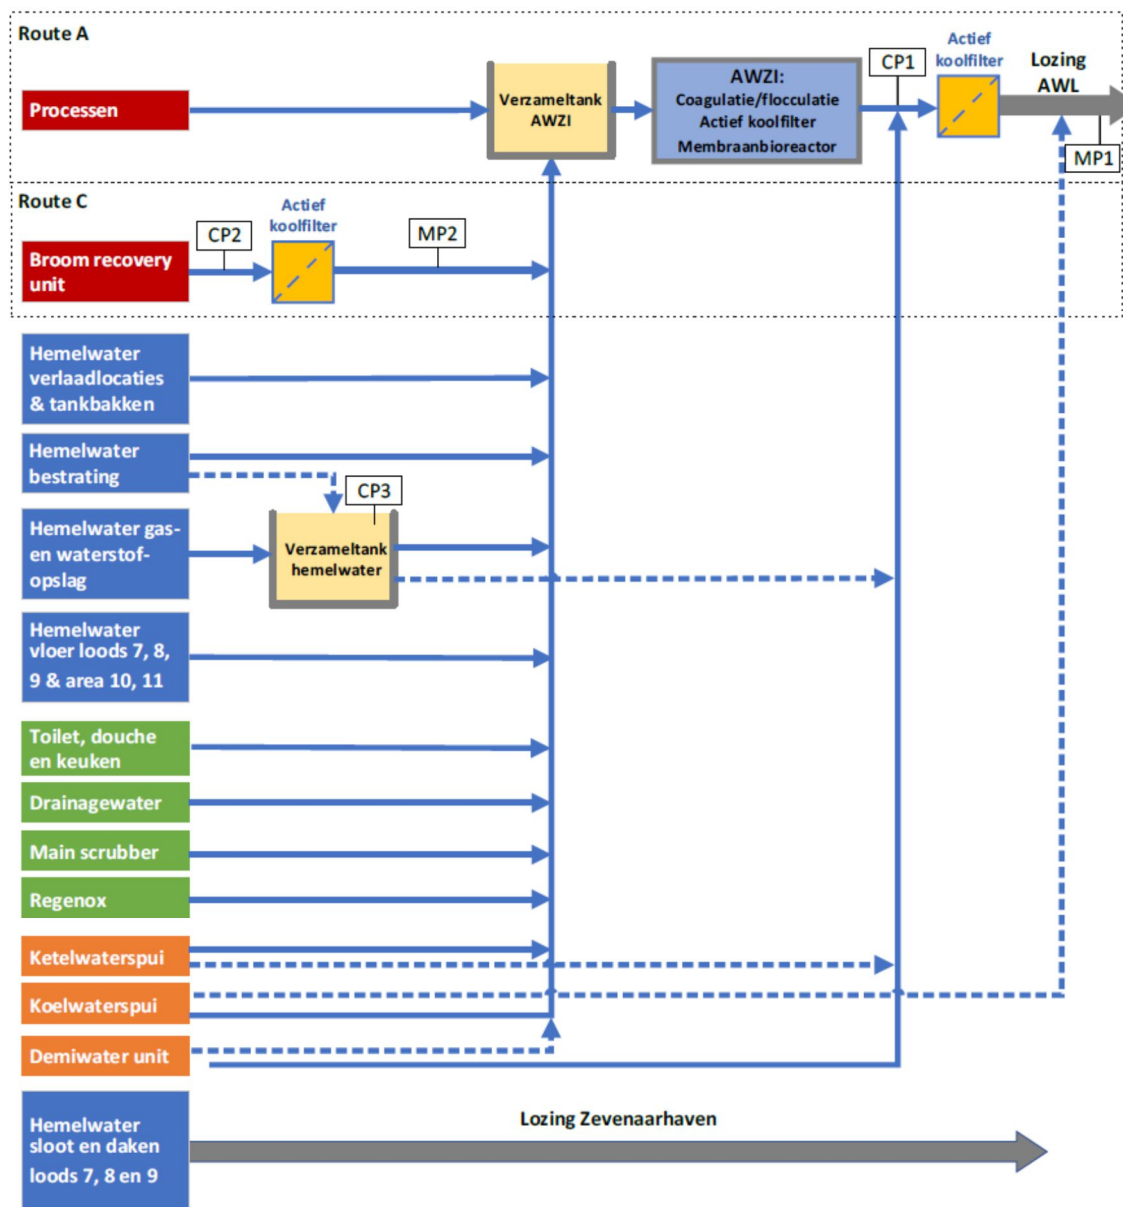 Route A
Processen
Verzameltank
AWZI
AWZI:
Coagulatie/flocculatie
Actief koolfilter
Membraanbioreactor
CP1
Actief
koolfilter
Lozing
AWL
MP1
Route C
Broom recovery
unit
CP2
Actief
koolfilter
MP2
Hemelwater
verlaadlocaties
& tankbakken
Hemelwater
bestrating
CP3
Hemelwater gas-
en waterstof-
opslag
Verzameltank
hemelwater
Hemelwater
vloer loods 7, 8,
9 & area 10, 11
Toilet, douche
en keuken
Drainagewater
Main scrubber
Regenox
Ketelwaterspui
Koelwaterspui
Demiwater unit
Hemelwater
sloot en daken
loods 7, 8 en 9
Lozing Zevenaarhaven